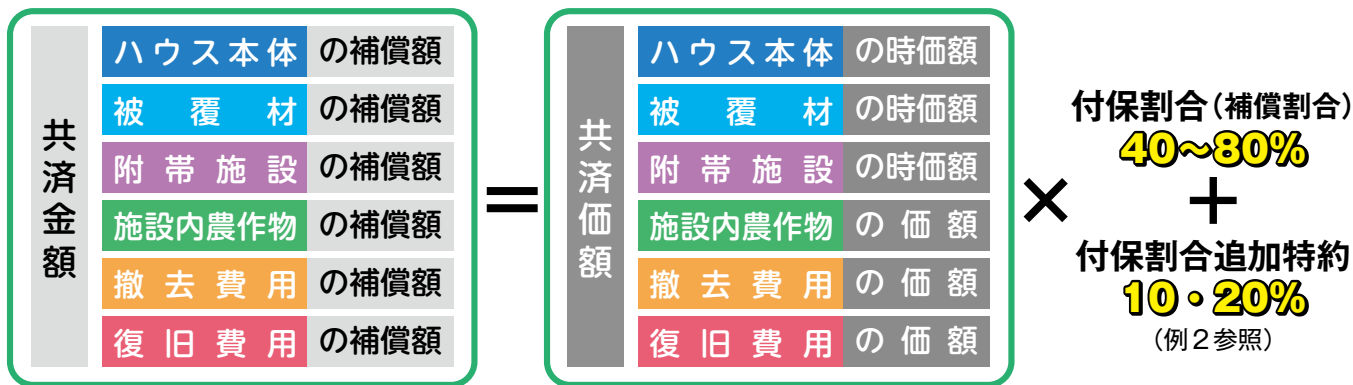 共済金額
ハウス本体の補償額
被覆材の補償額
附帯施設の補償額
施設内農作物の補償額
撤去費用の補償額
復旧費用の補償額
=
共済価額
ハウス本体の時価額
被覆材の時価額
附帯施設の時価額
施設内農作物の価額
撤去費用の価額
復旧費用の価額
×
付保割合(補償割合)
40~80%
+
付保割合追加特約
10・20%
(例2参照)